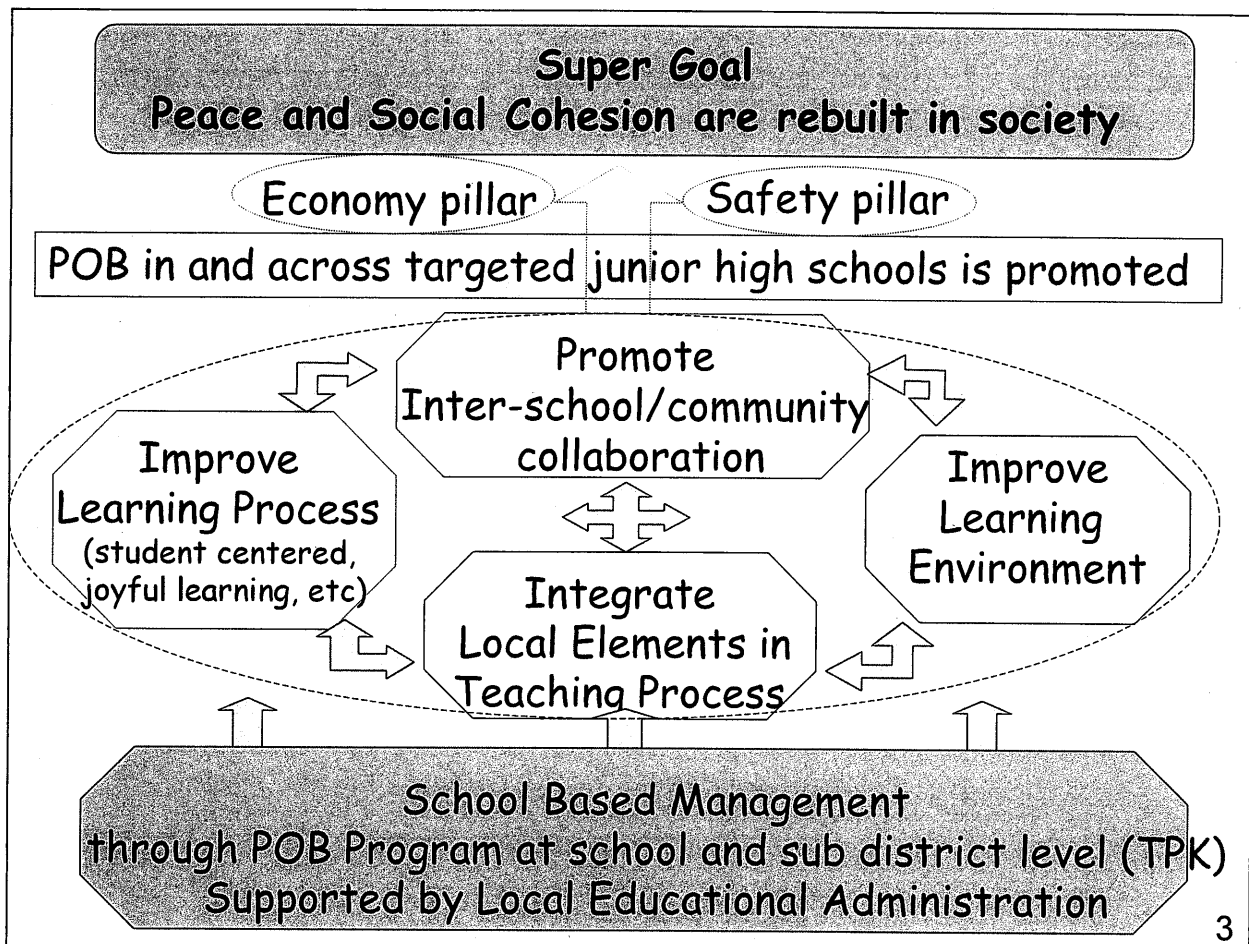 Super Goal
Peace and Social Cohesion are rebuilt in society
Economy pillar
Safety pillar
POB in and across targeted junior high schools is promoted
Promote
Inter-school/community
collaboration
Improve
Learning Process
(student centered,
joyful learning, etc)
Improve
Learning
Environment
Integrate
Local Elements in
Teaching Process
School Based Management
through POB Program at school and sub district level (TPK)
Supported by Local Educational Administration
3